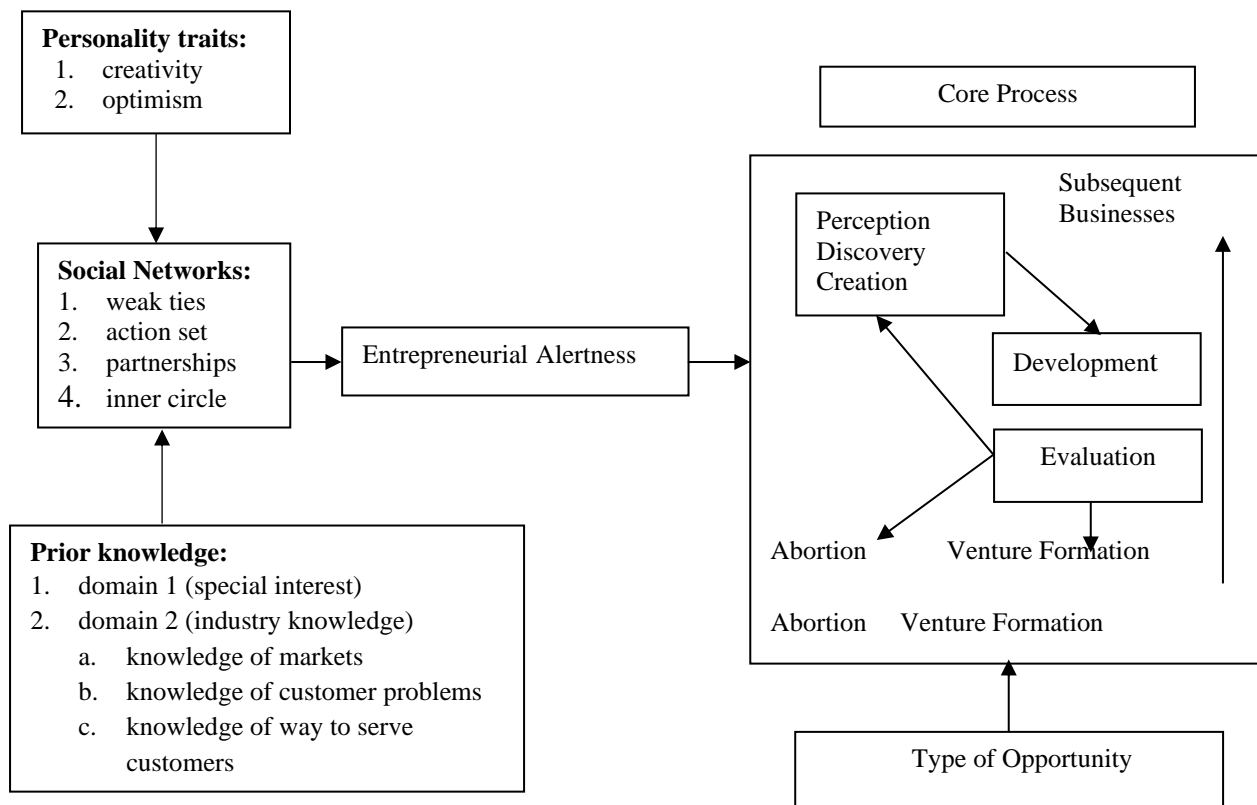 Personality traits:
1. creativity
2. optimism
Social Networks:
1. weak ties
2. action set
3. partnerships
4. inner circle
Prior knowledge:
1. domain 1 (special interest)
2. domain 2 (industry knowledge)
a. knowledge of markets
b. knowledge of customer problems
c. knowledge of way to serve
customers
Entrepreneurial Alertness
Core Process
Subsequent
Businesses
Perception
Discovery
Creation
Development
Evaluation
Abortion Venture Formation
Abortion Venture Formation
Type of Opportunity